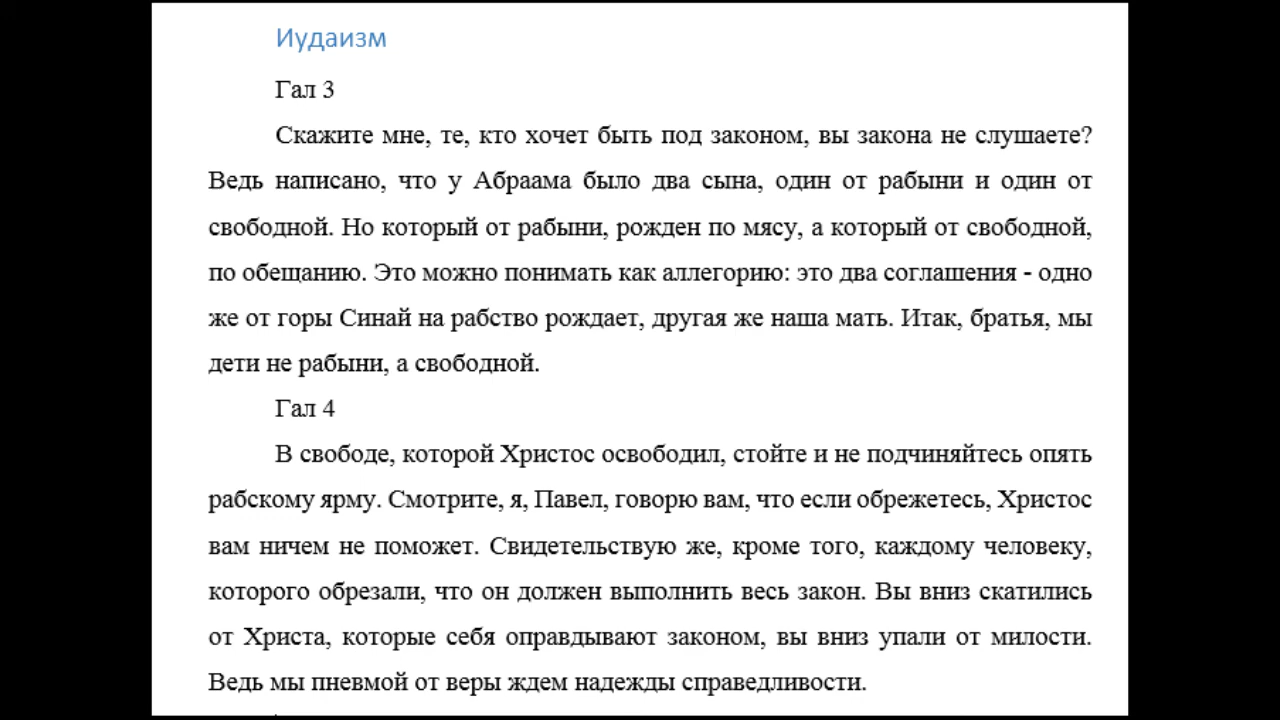 Иудаизм
Гал 3
Скажите мне, те, кто хочет быть под законом, вы закона не слушаете?
Ведь написано, что у Абраама было два сына, один от рабыни и один от
свободной. Но который от рабыни, рожден по мясу, а который от свободной,
по обещанию. Это можно понимать как аллегорию: это два соглашения - одно
же от горы Синай на рабство рождает, другая же наша мать. Итак, братья, мы
дети не рабыни, а свободной.
Гал 4
В свободе, которой Христос освободил, стойте и не подчиняйтесь опять
рабскому ярму. Смотрите, я, Павел, говорю вам, что если обрежетесь, Христос
вам ничем не поможет. Свидетельствую же, кроме того, каждому человеку,
которого обрезали, что он должен выполнить весь закон. Вы вниз скатились
от Христа, которые себя оправдывают законом, вы вниз упали от милости.
Ведь мы пневмой от веры ждем надежды справедливости.